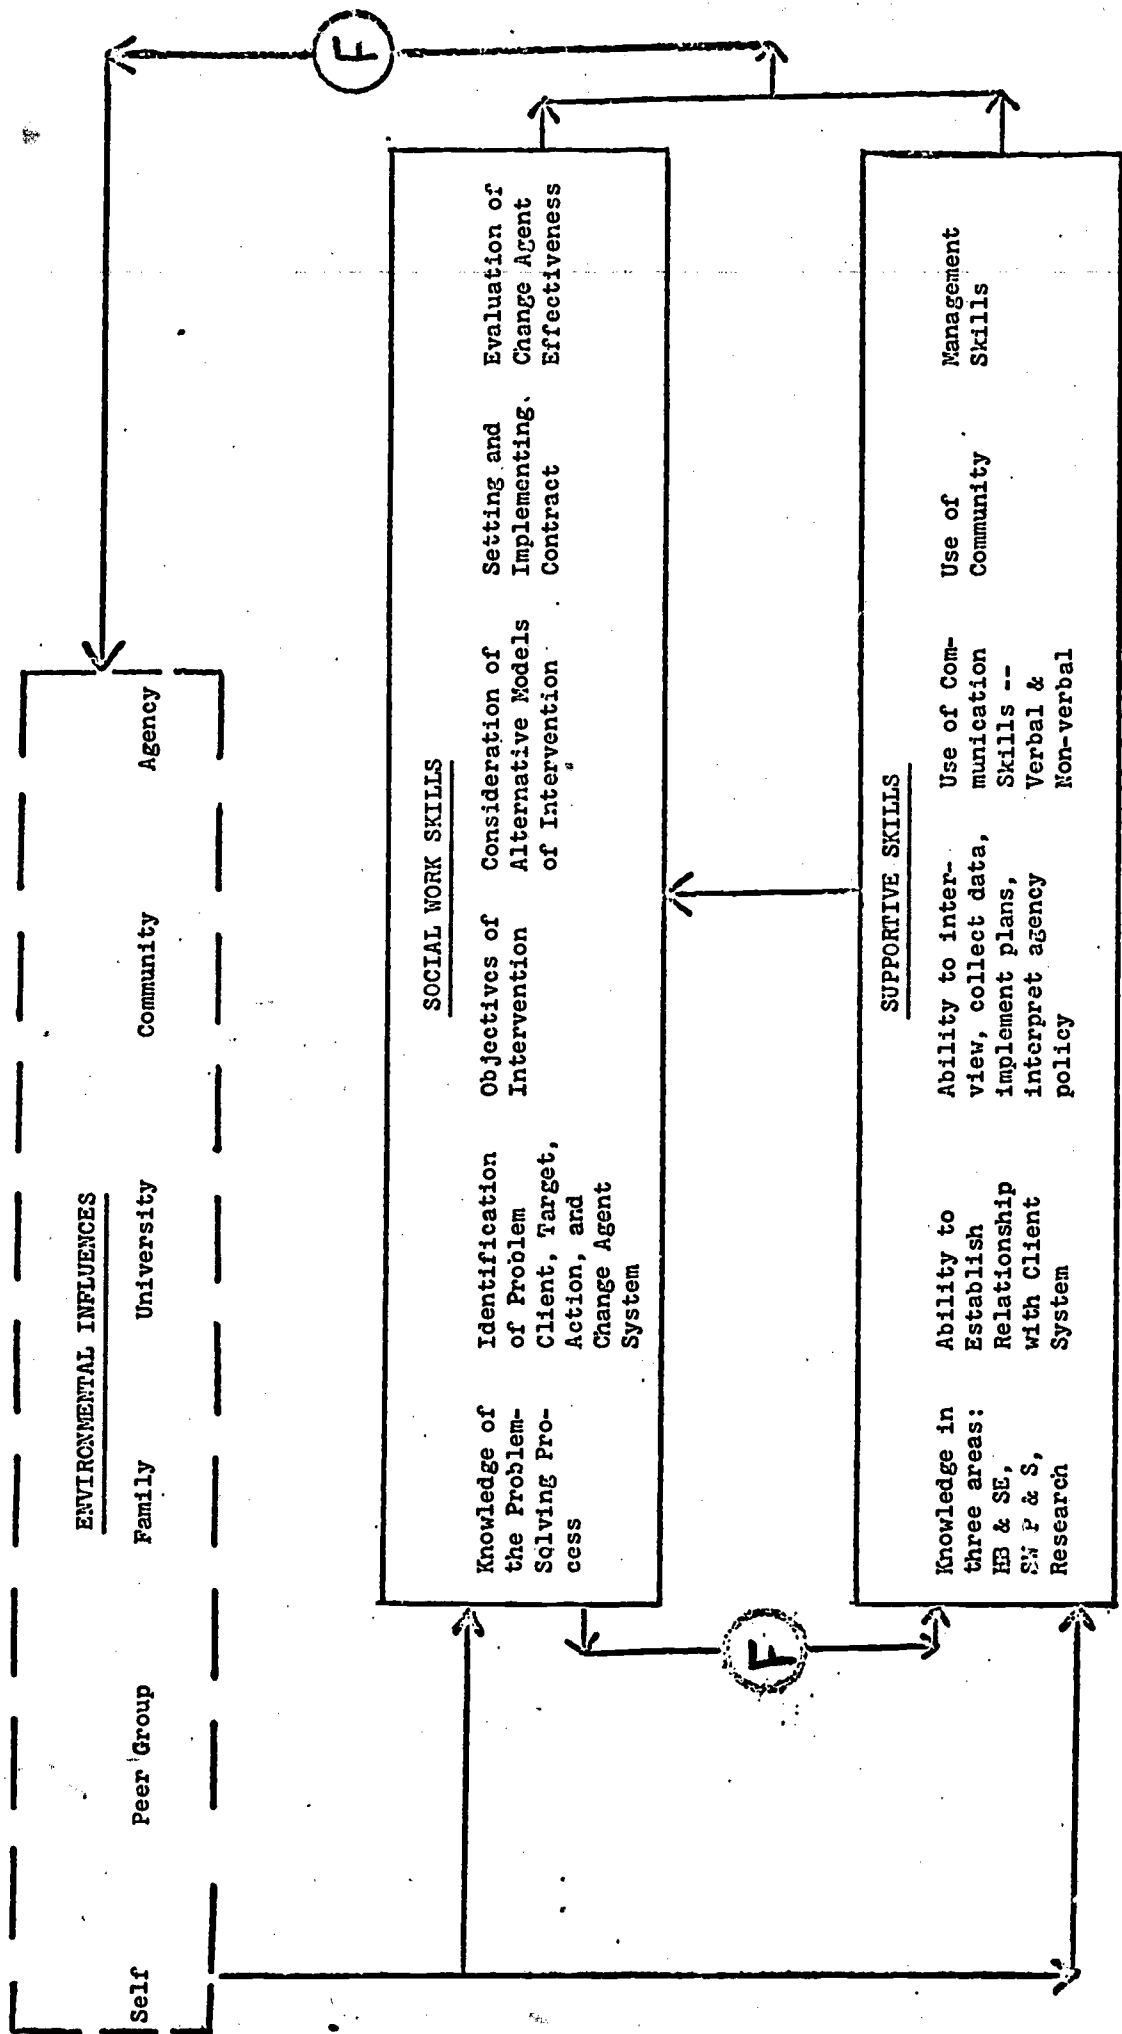 ENVIRONMENTAL INFLUENCES
Self
Peer Group
Family
University
Community
Agency
F
SOCIAL WORK SKILLS
Knowledge of
the Problem-
Solving Pro-
cess
Identification
of Problem
Client, Target,
Action, and
Change Agent
System
Objectives of
Intervention
Consideration of
Alternative Models
of Intervention
Setting and
Implementing
Contract
Evaluation of
Change Agent
Effectiveness
F
SUPPORTIVE SKILLS
Knowledge in
three areas:
HB & SE,
SW P & S,
Research
Ability to
Establish
Relationship
with Client
System
Ability to inter-
view, collect data,
implement plans,
interpret agency
policy
Use of Com-
munication
Skills --
Verbal &
Non-verbal
Use of
Community
Management
Skills